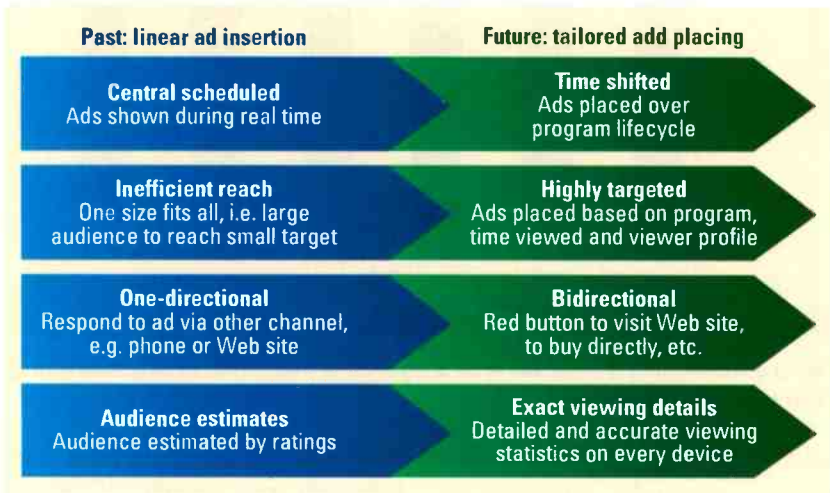 Past: linear ad insertion
Future: tailored add placing
Central scheduled
Ads shown during real time
Time shifted
Ads placed over
program lifecycle
Inefficient reach
One size fits all, i.e. large
audience to reach small target
Highly targeted
Ads placed based on program,
time viewed and viewer profile
One-directional
Respond to ad via other channel,
e.g. phone or Web site
Bidirectional
Red button to visit Web site,
to buy directly, etc.
Audience estimates
Audience estimated by ratings
Exact viewing details
Detailed and accurate viewing
statistics on every device